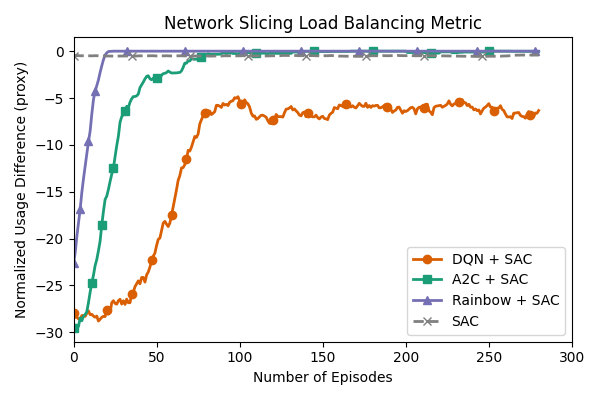 Network Slicing Load Balancing Metric
Normalized Usage Difference (proxy)
0
−5
−10
−15
−20
−25
−30
DQN + SAC
A2C + SAC
Rainbow + SAC
SAC
0 50 100 150 200 250 300
Number of Episodes